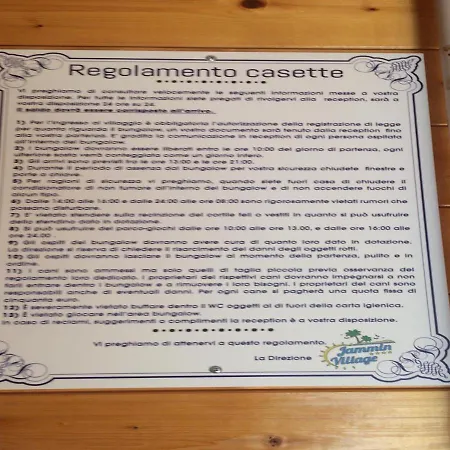 Regolamento casette
Vi preghiamo di consultare velocemente le seguenti informazioni messe a vostra
disposizione. Per tutte le informazioni siete pregati di rivolgervi alla reception, sarà a
vostra disposizione 24 ore su 24.
Il saldo dovrà essere corrisposto all'arrivo.
1) Per l'ingresso al villaggio è obbligatoria l'autorizzazione della registrazione di legge
per quanto riguarda il bungalow, un vostro documento sarà tenuto dalla reception fino
alla vostra partenza. E' gradita la comunicazione in reception di ogni persona ospitata
all'interno del bungalow.
2) I bungalow dovranno essere liberati entro le ore 10:00 del giorno di partenza, ogni
ulteriore sosta verrà conteggiata come un giorno intero.
3) Gli arrivi sono previsti fra le ore 13:00 e le ore 21:00.
4) Durante il periodo di assenza dal bungalow per vostra sicurezza chiudete finestre e
porte a chiave.
5) Per ragioni di sicurezza vi preghiamo, quando siete fuori casa di chiudere il
condizionatore di non fumare all'interno del bungalow e di non accendere fuochi di
alcun tipo.
6) Dalle 14:00 alle 16:00 e dalle 24:00 alle 08:00 sono rigorosamente vietati rumori che
possano disturbare.
7) E' vietato stendere sulla recinzione del cortile teli o vestiti in quanto si può usufruire
dello stendino dato in dotazione.
8) Si può usufruire del parco-giochi dalle ore 10:00 alle ore 13.00, e dalle ore 16:00 alle
ore 24.00.
9) Gli ospiti del bungalow dovranno avere cura di quanto loro dato in dotazione.
La direzione si riserva di chiedere il risarcimento dei danni degli oggetti rotti.
10) Gli ospiti dovranno lasciare il bungalow al momento della partenza, pulito e in
ordine.
11) I cani sono ammessi ma solo quelli di taglia piccola previa osservanza del
regolamento loro dedicato. I proprietari dei rispettivi cani dovranno impegnarsi a non
farli entrare dentro i bungalow e a rimuovere i loro bisogni. I proprietari dei cani sono
responsabili anche di eventuali danni. Per ogni cane si pagherà una quota fissa di
cinquanta euro.
12) È severamente vietato buttare dentro il WC oggetti al di fuori della carta igienica.
13) È vietato giocare nell'area bungalow.
In caso di reclami, suggerimenti o complimenti la reception è a vostra disposizione.
Vi preghiamo di attenervi a questo regolamento.
La Direzione
Jammin
Village